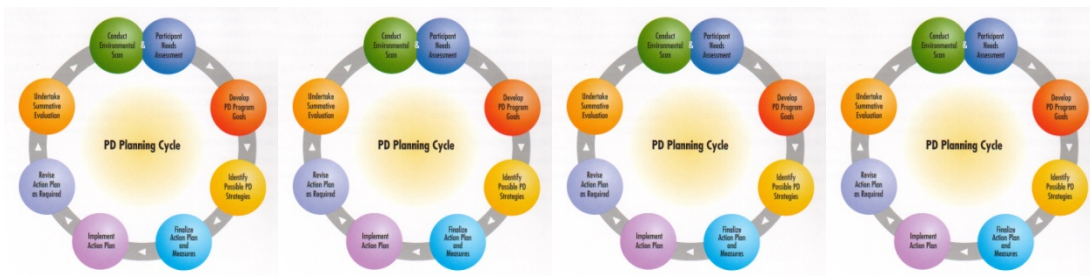 Conduct
Environmental
Scan
&
Participant
Needs
Assessment
Develop
PD Program
Goals
Identify
Possible PD
Strategies
Finalize
Action Plan
and
Measures
Implement
Action Plan
Revise
Action Plan
as Required
Undertake
Summative
Evaluation
PD Planning Cycle
Conduct
Environmental
Scan
&
Participant
Needs
Assessment
Develop
PD Program
Goals
Identify
Possible PD
Strategies
Finalize
Action Plan
and
Measures
Implement
Action Plan
Revise
Action Plan
as Required
Undertake
Summative
Evaluation
PD Planning Cycle
Conduct
Environmental
Scan
&
Participant
Needs
Assessment
Develop
PD Program
Goals
Identify
Possible PD
Strategies
Finalize
Action Plan
and
Measures
Implement
Action Plan
Revise
Action Plan
as Required
Undertake
Summative
Evaluation
PD Planning Cycle
Conduct
Environmental
Scan
&
Participant
Needs
Assessment
Develop
PD Program
Goals
Identify
Possible PD
Strategies
Finalize
Action Plan
and
Measures
Implement
Action Plan
Revise
Action Plan
as Required
Undertake
Summative
Evaluation
PD Planning Cycle